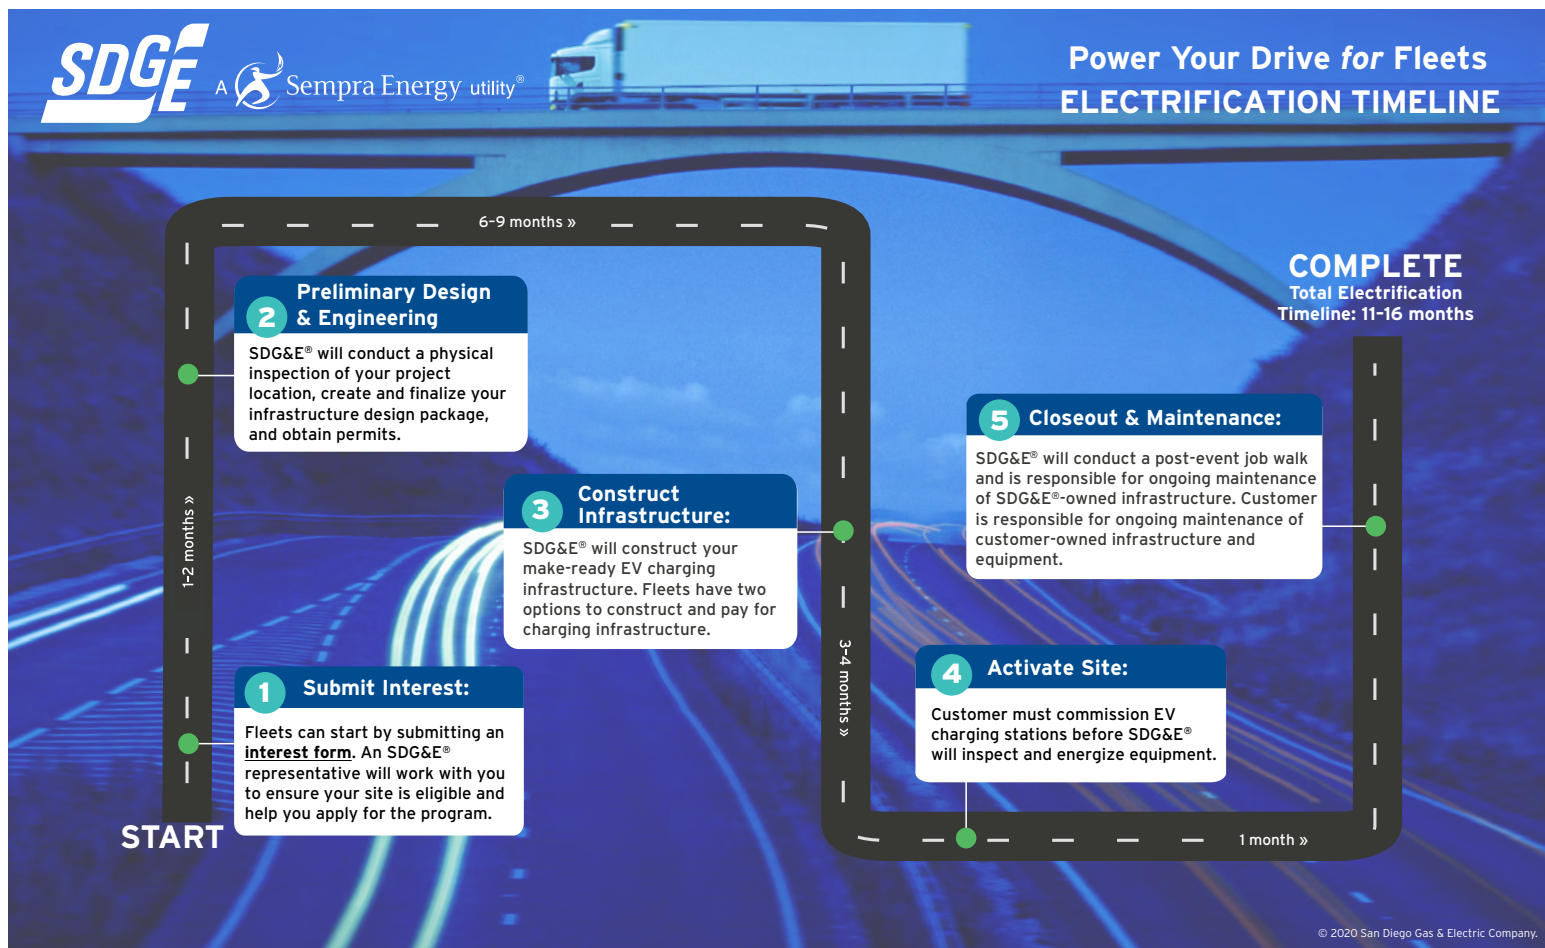 SDGE
A Sempra Energy utility®
Power Your Drive for Fleets
ELECTRIFICATION TIMELINE
6–9 months »
COMPLETE
Total Electrification
Timeline: 11–16 months
2
Preliminary Design
& Engineering
SDG&E® will conduct a physical
inspection of your project
location, create and finalize your
infrastructure design package,
and obtain permits.
5 Closeout & Maintenance:
SDG&E® will conduct a post-event job walk
and is responsible for ongoing maintenance
of SDG&E®-owned infrastructure. Customer
is responsible for ongoing maintenance of
customer-owned infrastructure and
equipment.
3
Construct
Infrastructure:
SDG&E® will construct your
make-ready EV charging
infrastructure. Fleets have two
options to construct and pay for
charging infrastructure.
1–2 months »
3–4 months »
4 Activate Site:
Customer must commission EV
charging stations before SDG&E®
will inspect and energize equipment.
1 Submit Interest:
Fleets can start by submitting an
interest form. An SDG&E®
representative will work with you
to ensure your site is eligible and
help you apply for the program.
START
1 month »
© 2020 San Diego Gas & Electric Company.